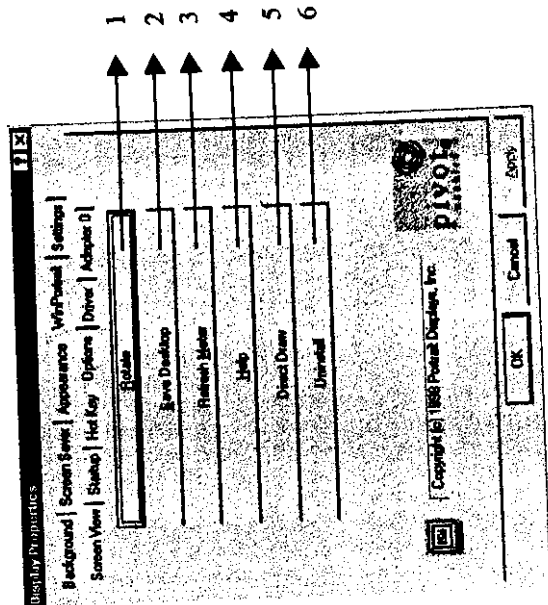 Display Properties ? X
Background Screen Saver Appearance WinPortrait Settings
Screen View Startup Hot Key Options Driver Adapter 0
Rotate 1
Save Desktop 2
Refresh Meter 3
Help 4
Direct Draw 5
Uninstall 6
Copyright (c) 1998 Portrait Displays, Inc.
pivot
OK Cancel Apply